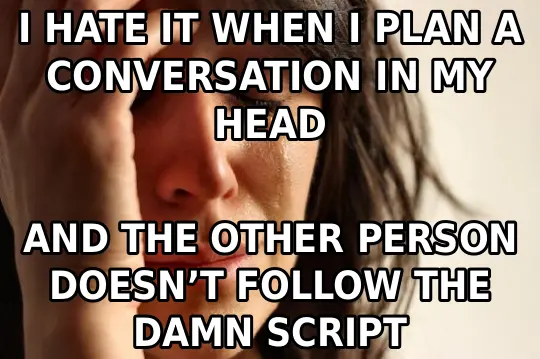 I HATE IT WHEN I PLAN A
CONVERSATION IN MY
HEAD
AND THE OTHER PERSON
DOESN’T FOLLOW THE
DAMN SCRIPT